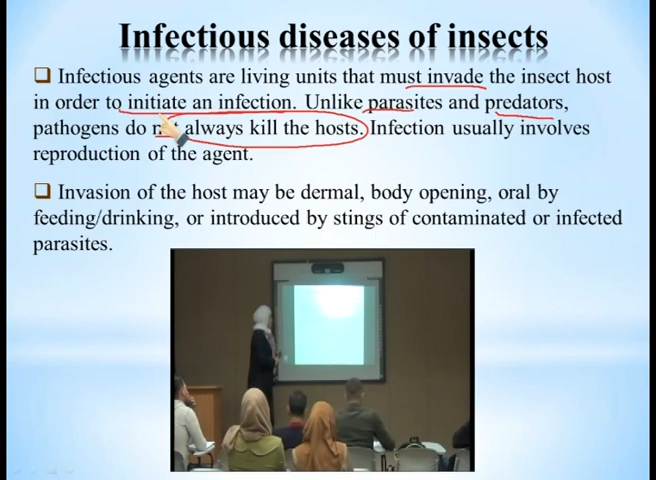 Infectious diseases of insects
Infectious agents are living units that must invade the insect host
in order to initiate an infection. Unlike parasites and predators,
pathogens do always kill the hosts. Infection usually involves
reproduction of the agent.
Invasion of the host may be dermal, body opening, oral by
feeding/drinking, or introduced by stings of contaminated or infected
parasites.